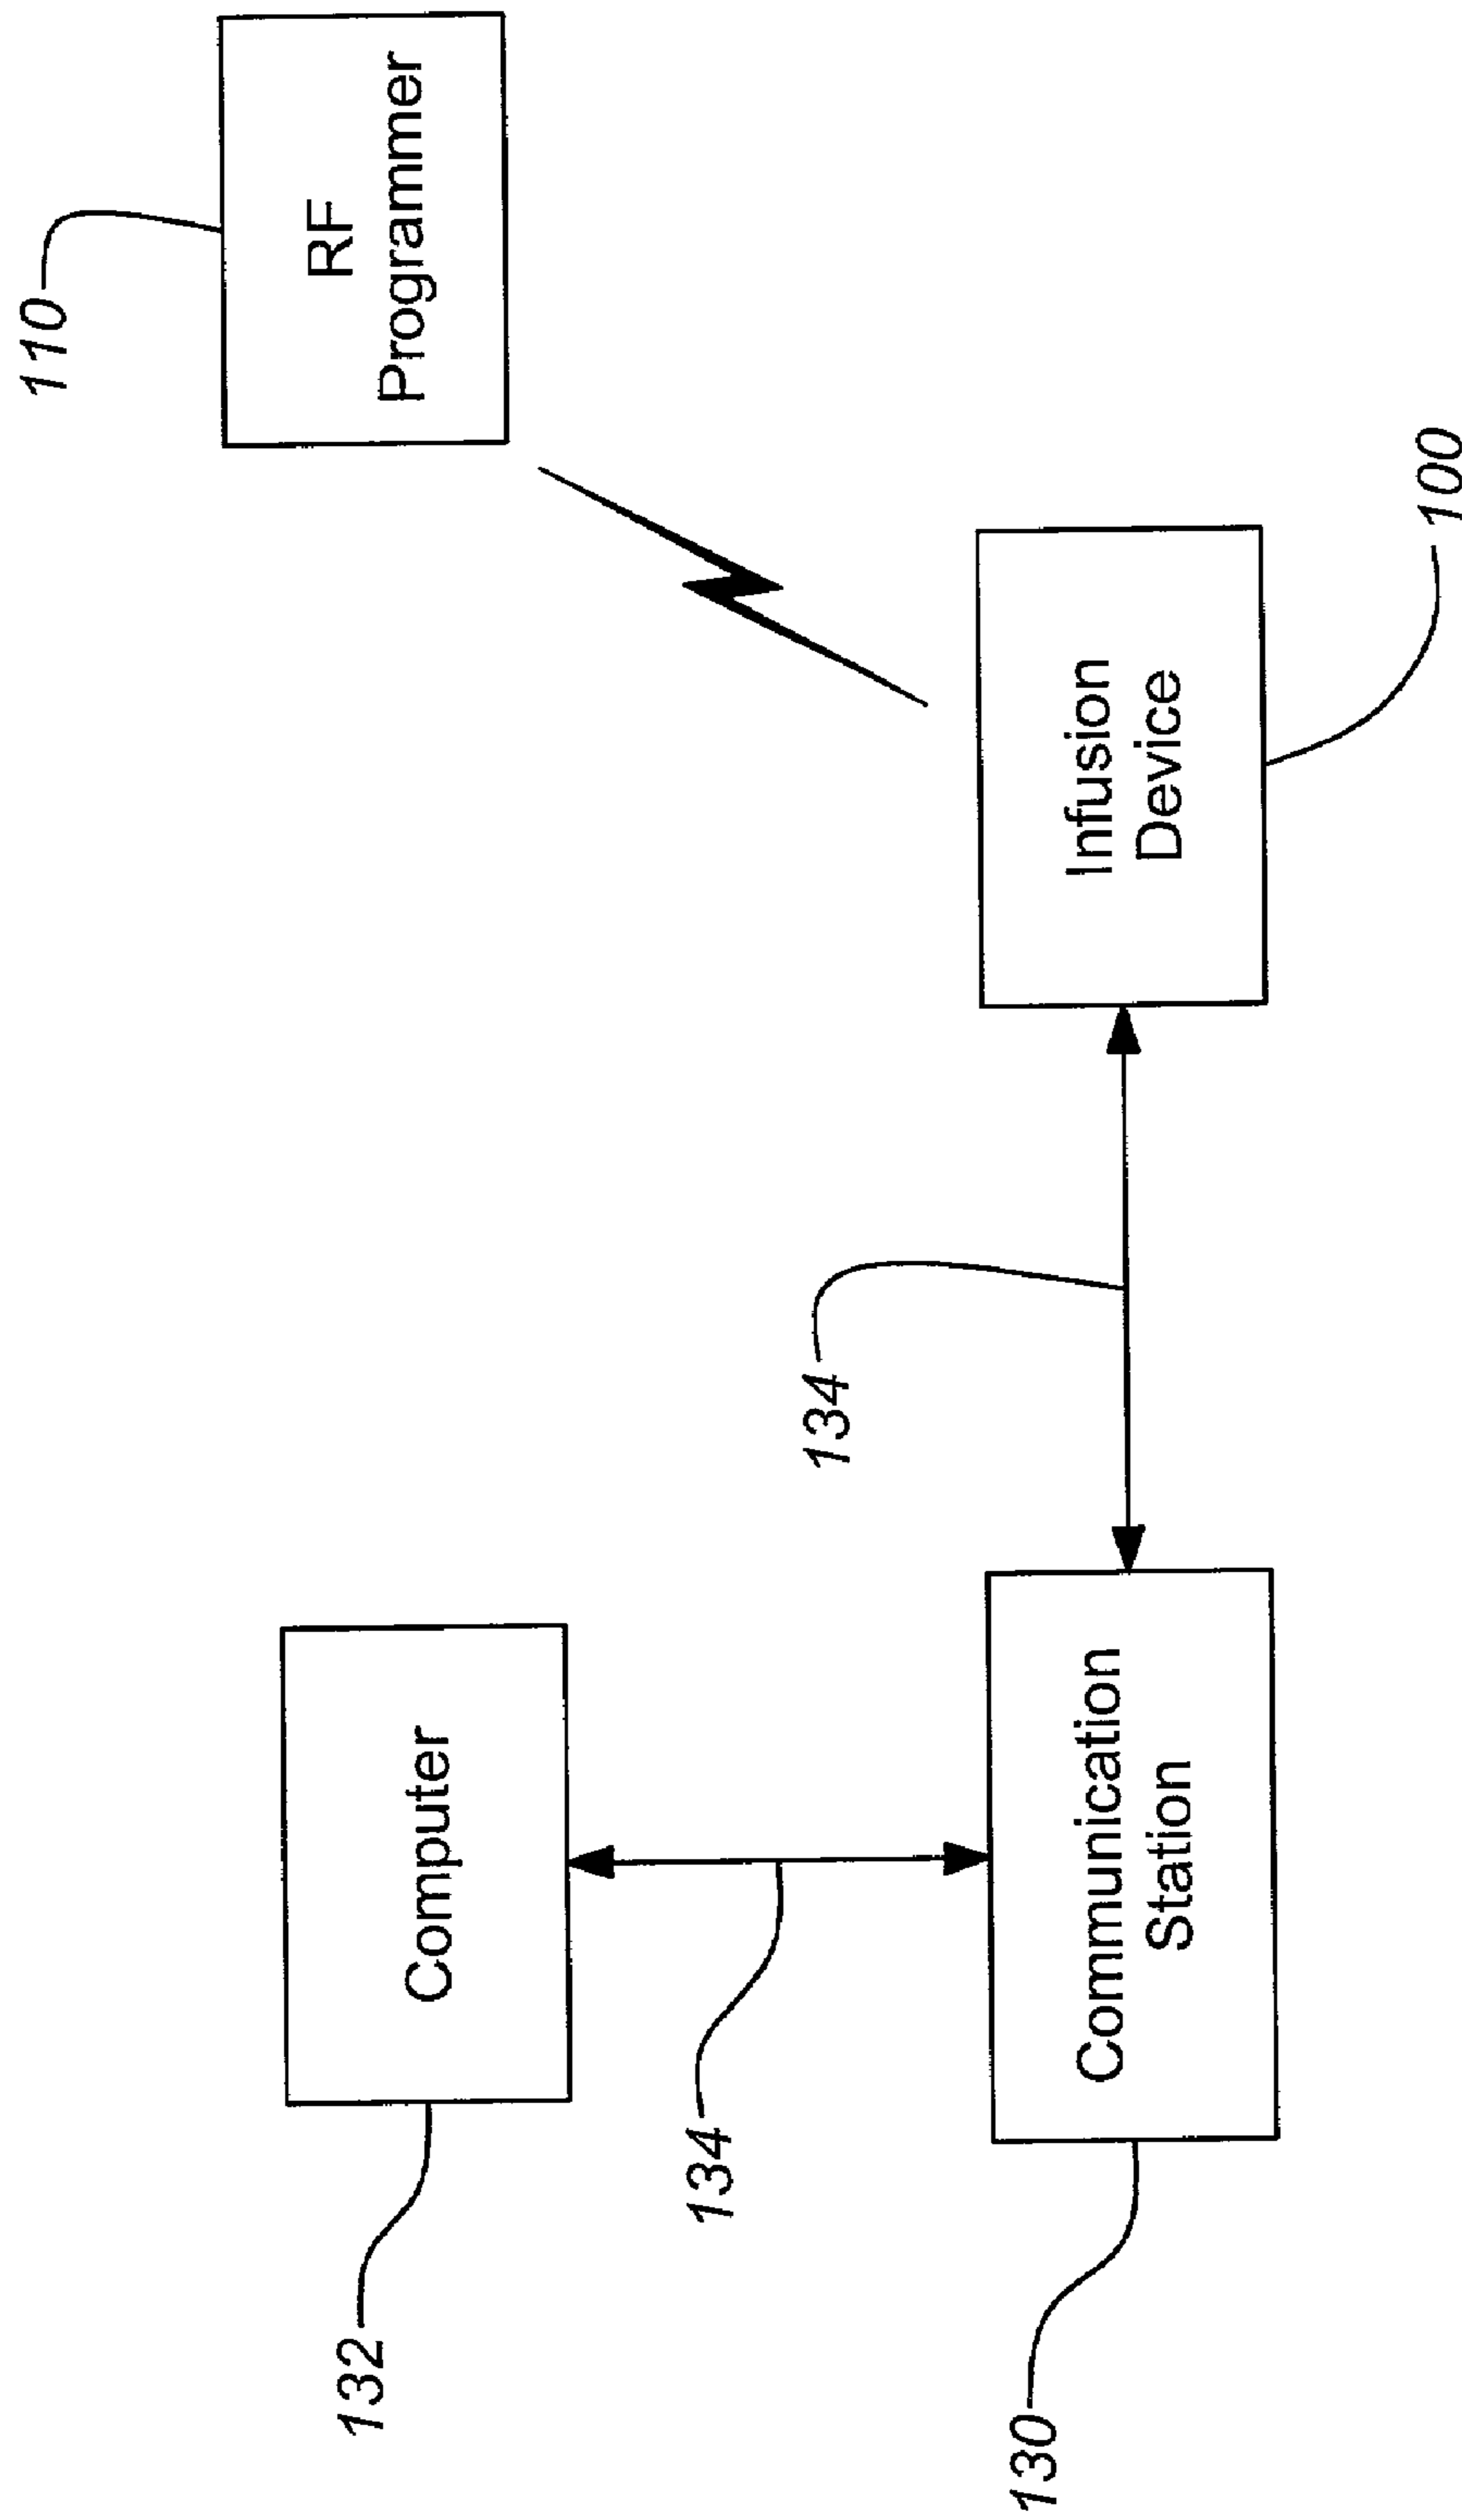 132
Computer
134
130
Communication
Station
134
110
RF
Programmer
Infusion
Device
100